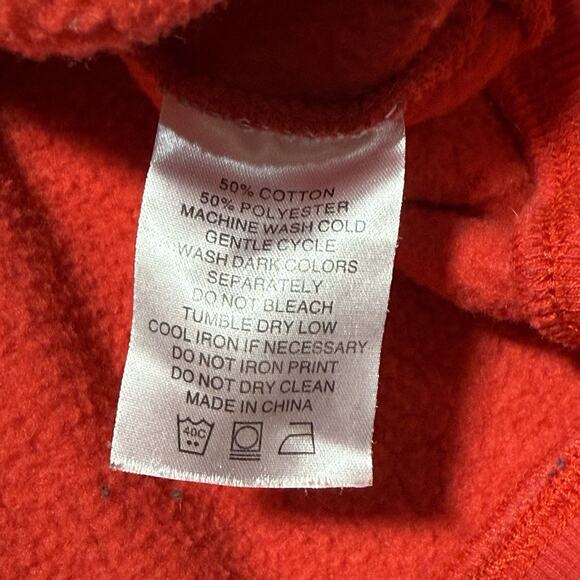 50% COTTON
50% POLYESTER
MACHINE WASH COLD
GENTLE CYCLE
WASH DARK COLORS
SEPARATELY
DO NOT BLEACH
TUMBLE DRY LOW
COOL IRON IF NECESSARY
DO NOT IRON PRINT
DO NOT DRY CLEAN
MADE IN CHINA
40C